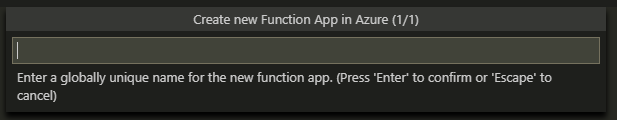 Create new Function App in Azure (1/1)
Enter a globally unique name for the new function app. (Press 'Enter' to confirm or 'Escape' to
cancel)